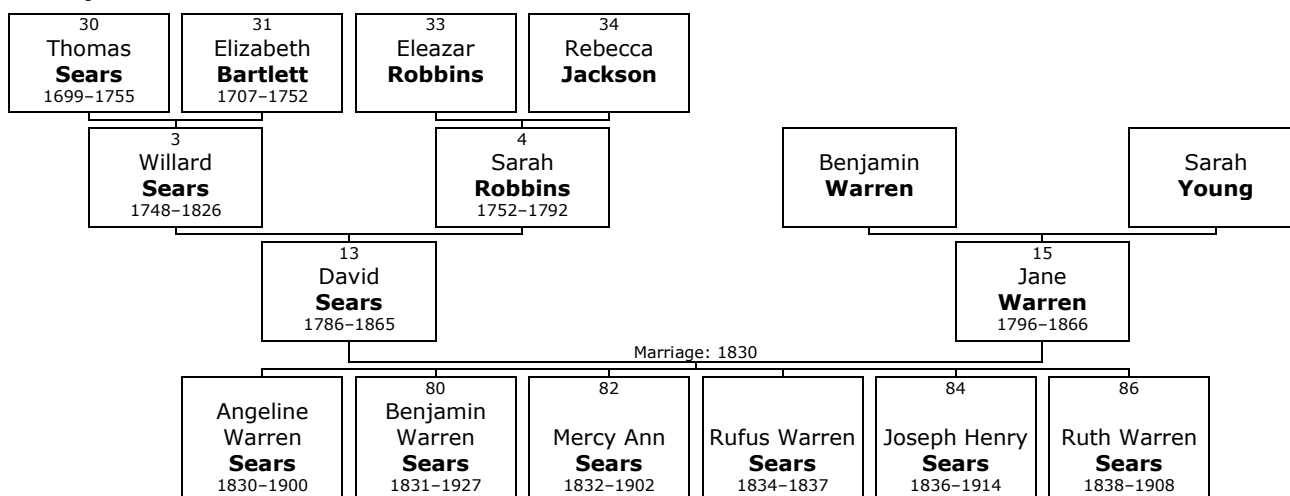 30
Thomas
Sears
1699–1755
31
Elizabeth
Bartlett
1707–1752
33
Eleazar
Robbins
34
Rebecca
Jackson
3
Willard
Sears
1748–1826
4
Sarah
Robbins
1752–1792
Benjamin
Warren
Sarah
Young
13
David
Sears
1786–1865
15
Jane
Warren
1796–1866
Marriage: 1830
Angeline
Warren
Sears
1830–1900
80
Benjamin
Warren
Sears
1831–1927
82
Mercy Ann
Sears
1832–1902
Rufus Warren
Sears
1834–1837
84
Joseph Henry
Sears
1836–1914
86
Ruth Warren
Sears
1838–1908